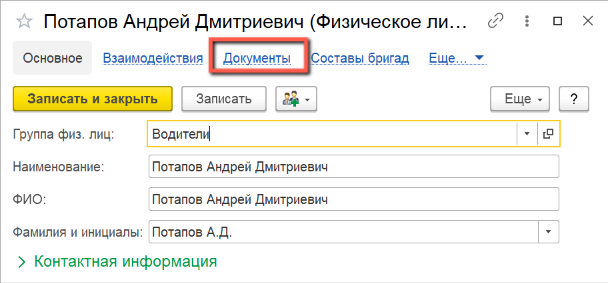 Потапов Андрей Дмитриевич (Физическое ли...
Основное Взаимодействия Документы Составы бригад Еще...
Записать и закрыть Записать Еще ?
Группа физ. лиц: Водители
Наименование: Потапов Андрей Дмитриевич
ФИО: Потапов Андрей Дмитриевич
Фамилия и инициалы: Потапов А.Д.
Контактная информация